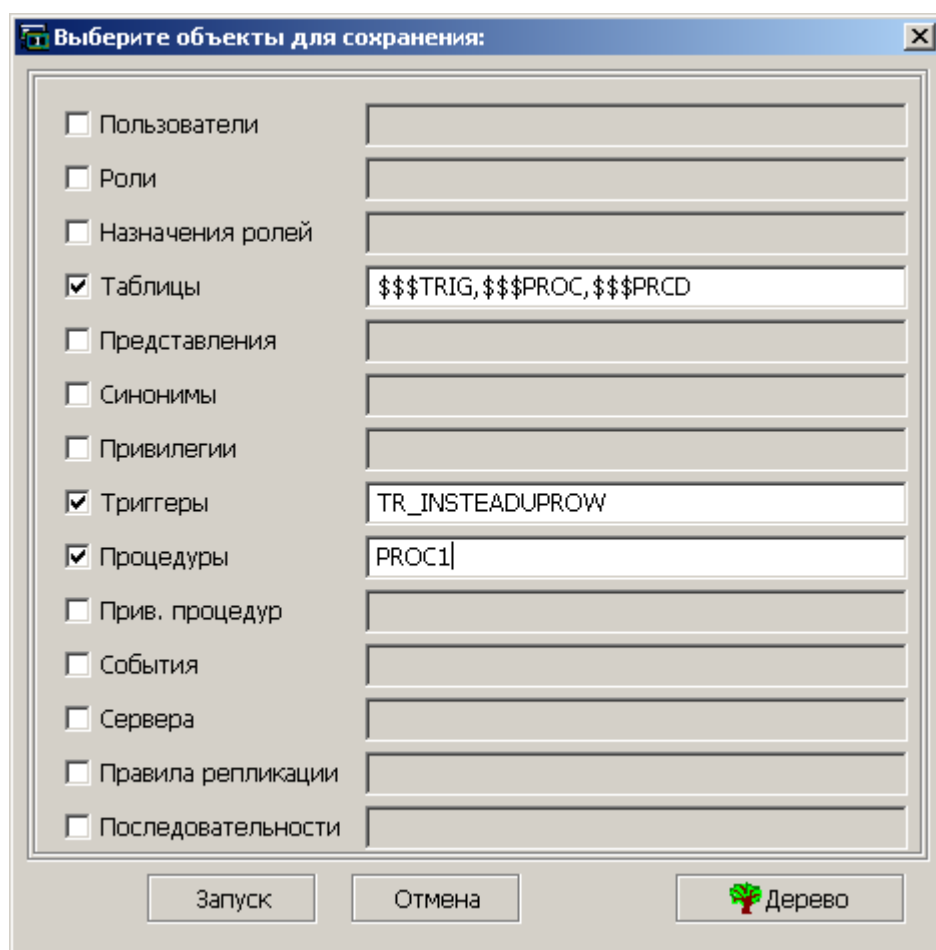 Выберите объекты для сохранения:
Пользователи
Роли
Назначения ролей
Таблицы $$$TRIG,$$$PROC,$$$PRCD
Представления
Синонимы
Привилегии
Триггеры TR_INSTEADUPROW
Процедуры PROC1
Прив. процедур
События
Сервера
Правила репликации
Последовательности
Запуск Отмена Дерево